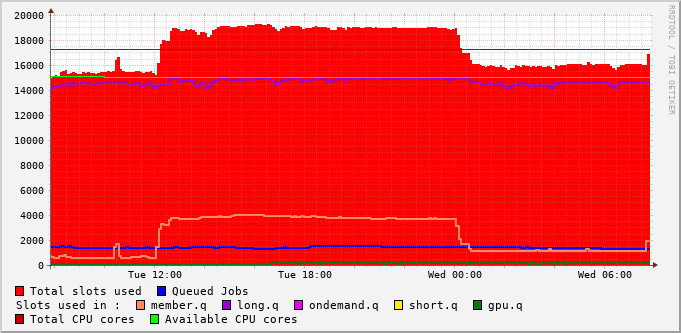 20000
18000
16000
14000
12000
10000
8000
6000
4000
2000
0
Tue 12:00 Tue 18:00 Wed 00:00 Wed 06:00
RRDTOOL / TOBI OETIKER
Total slots used Queued Jobs
Slots used in : member.q long.q ondemand.q short.q gpu.q
Total CPU cores Available CPU cores